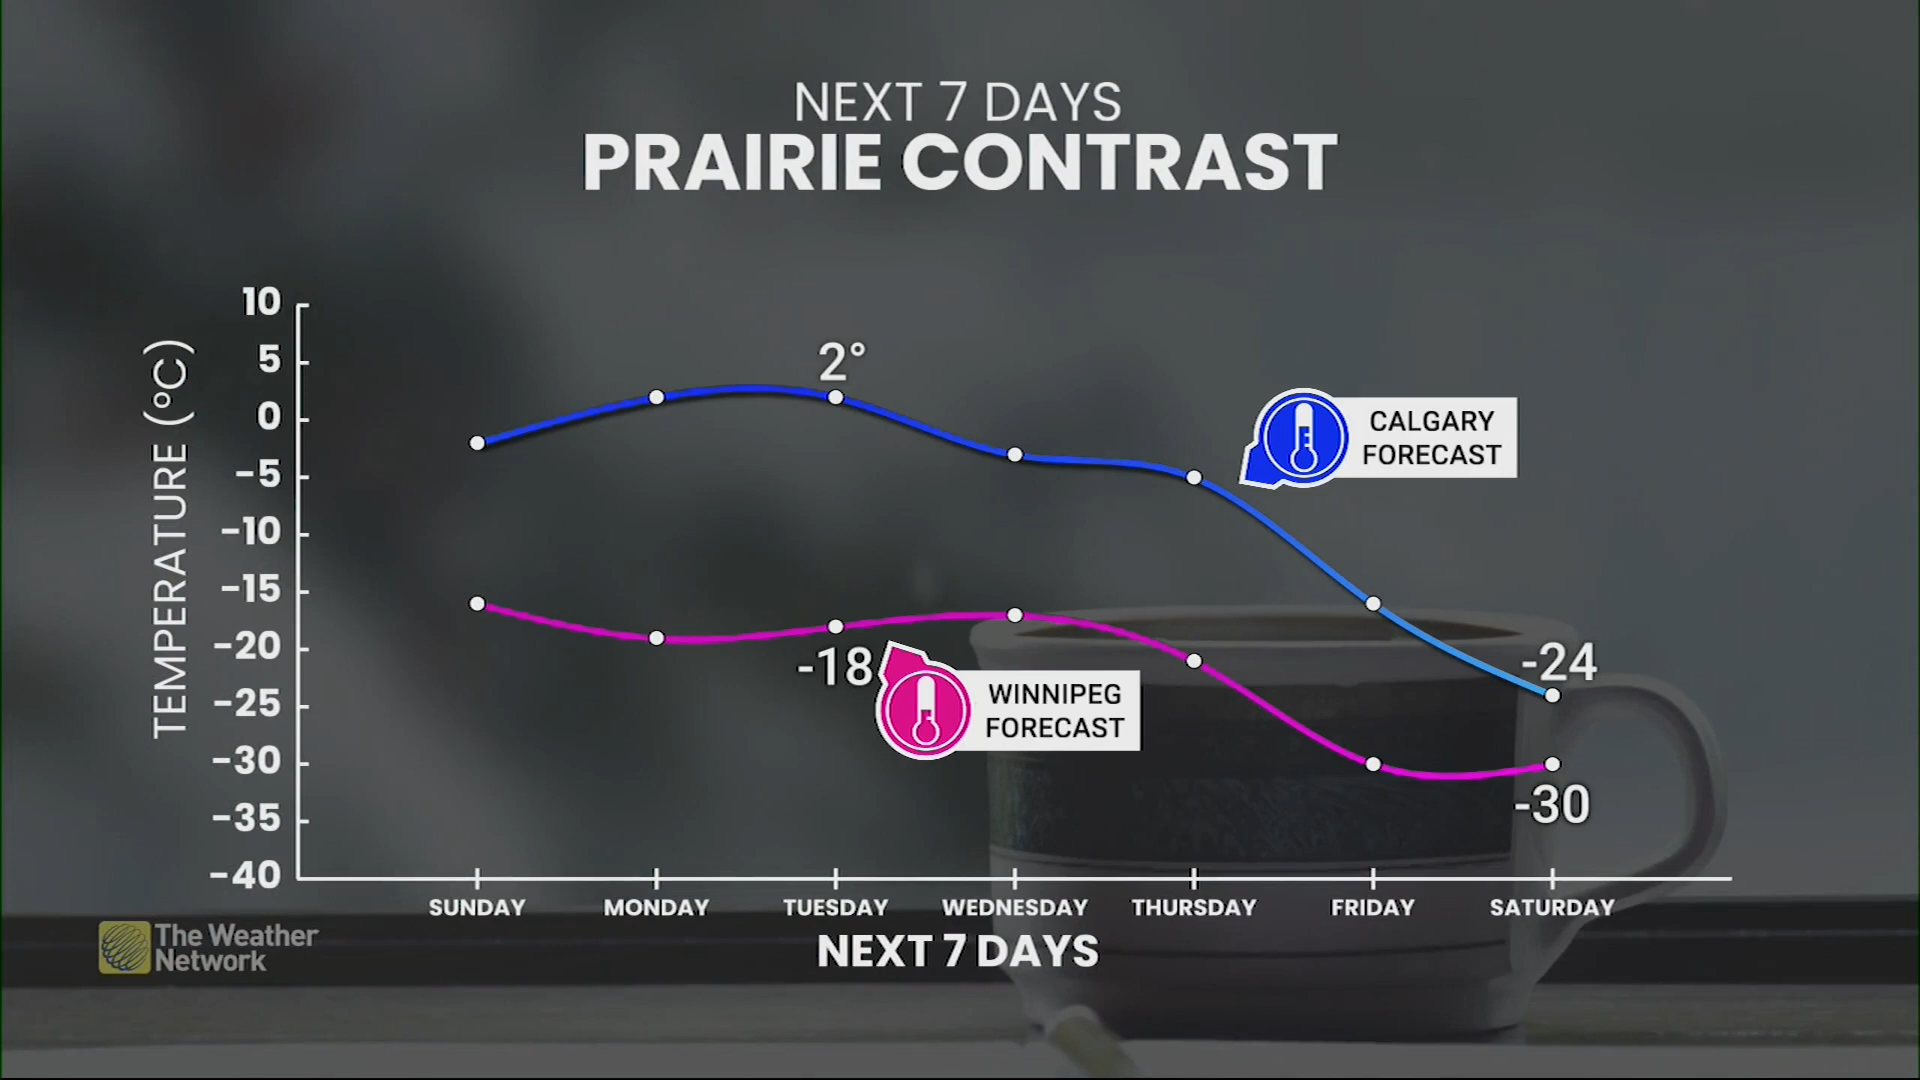 NEXT 7 DAYS
PRAIRIE CONTRAST
TEMPERATURE (°C)
10
5
0
-5
-10
-15
-20
-25
-30
-35
-40
2°
CALGARY
FORECAST
-18
WINNIPEG
FORECAST
-24
-30
SUNDAY MONDAY TUESDAY WEDNESDAY THURSDAY FRIDAY SATURDAY
NEXT 7 DAYS
The Weather
Network